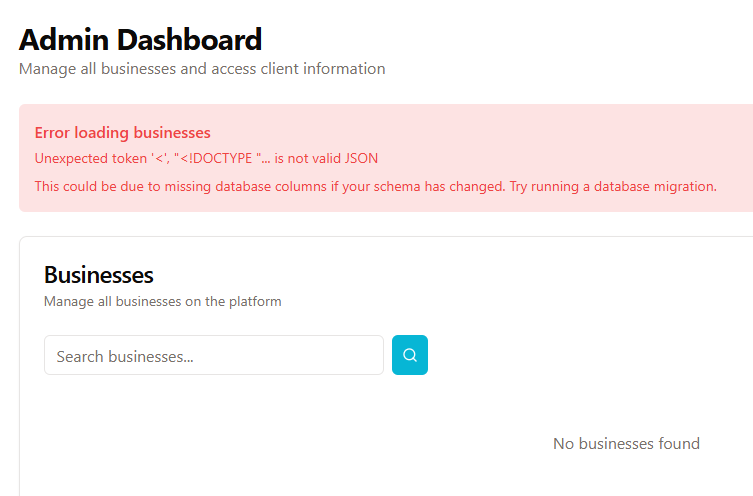 Admin Dashboard
Manage all businesses and access client information
Error loading businesses
Unexpected token '<', "<!DOCTYPE "... is not valid JSON
This could be due to missing database columns if your schema has changed. Try running a database migration.
Businesses
Manage all businesses on the platform
Search businesses...
No businesses found